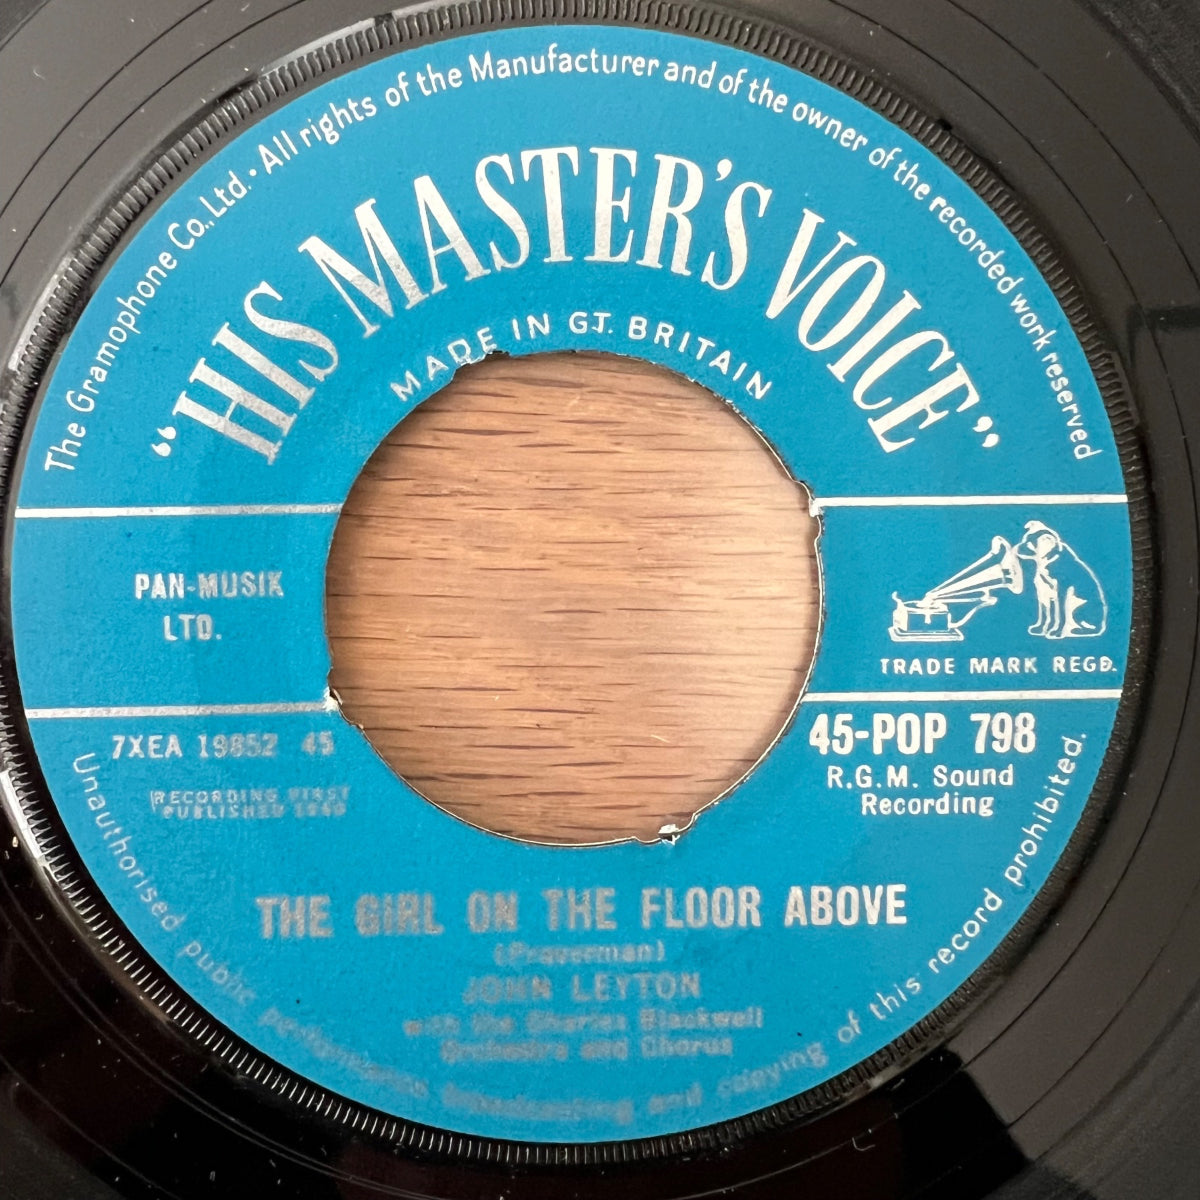 The Gramophone Co., Ltd. · All rights of the Manufacturer and of the owner of the recorded work reserved
"HIS MASTER'S VOICE"
MADE IN GT. BRITAIN
PAN-MUSIK
LTD.
TRADE MARK REGD.
7XEA 19852 45
RECORDING FIRST
PUBLISHED 1960
45-POP 798
R.G.M. Sound
Recording
THE GIRL ON THE FLOOR ABOVE
JOHN LEYTON
with the Charles Blackwell
Orchestra and Chorus
Unauthorised public performance broadcasting and copying of this record prohibited.